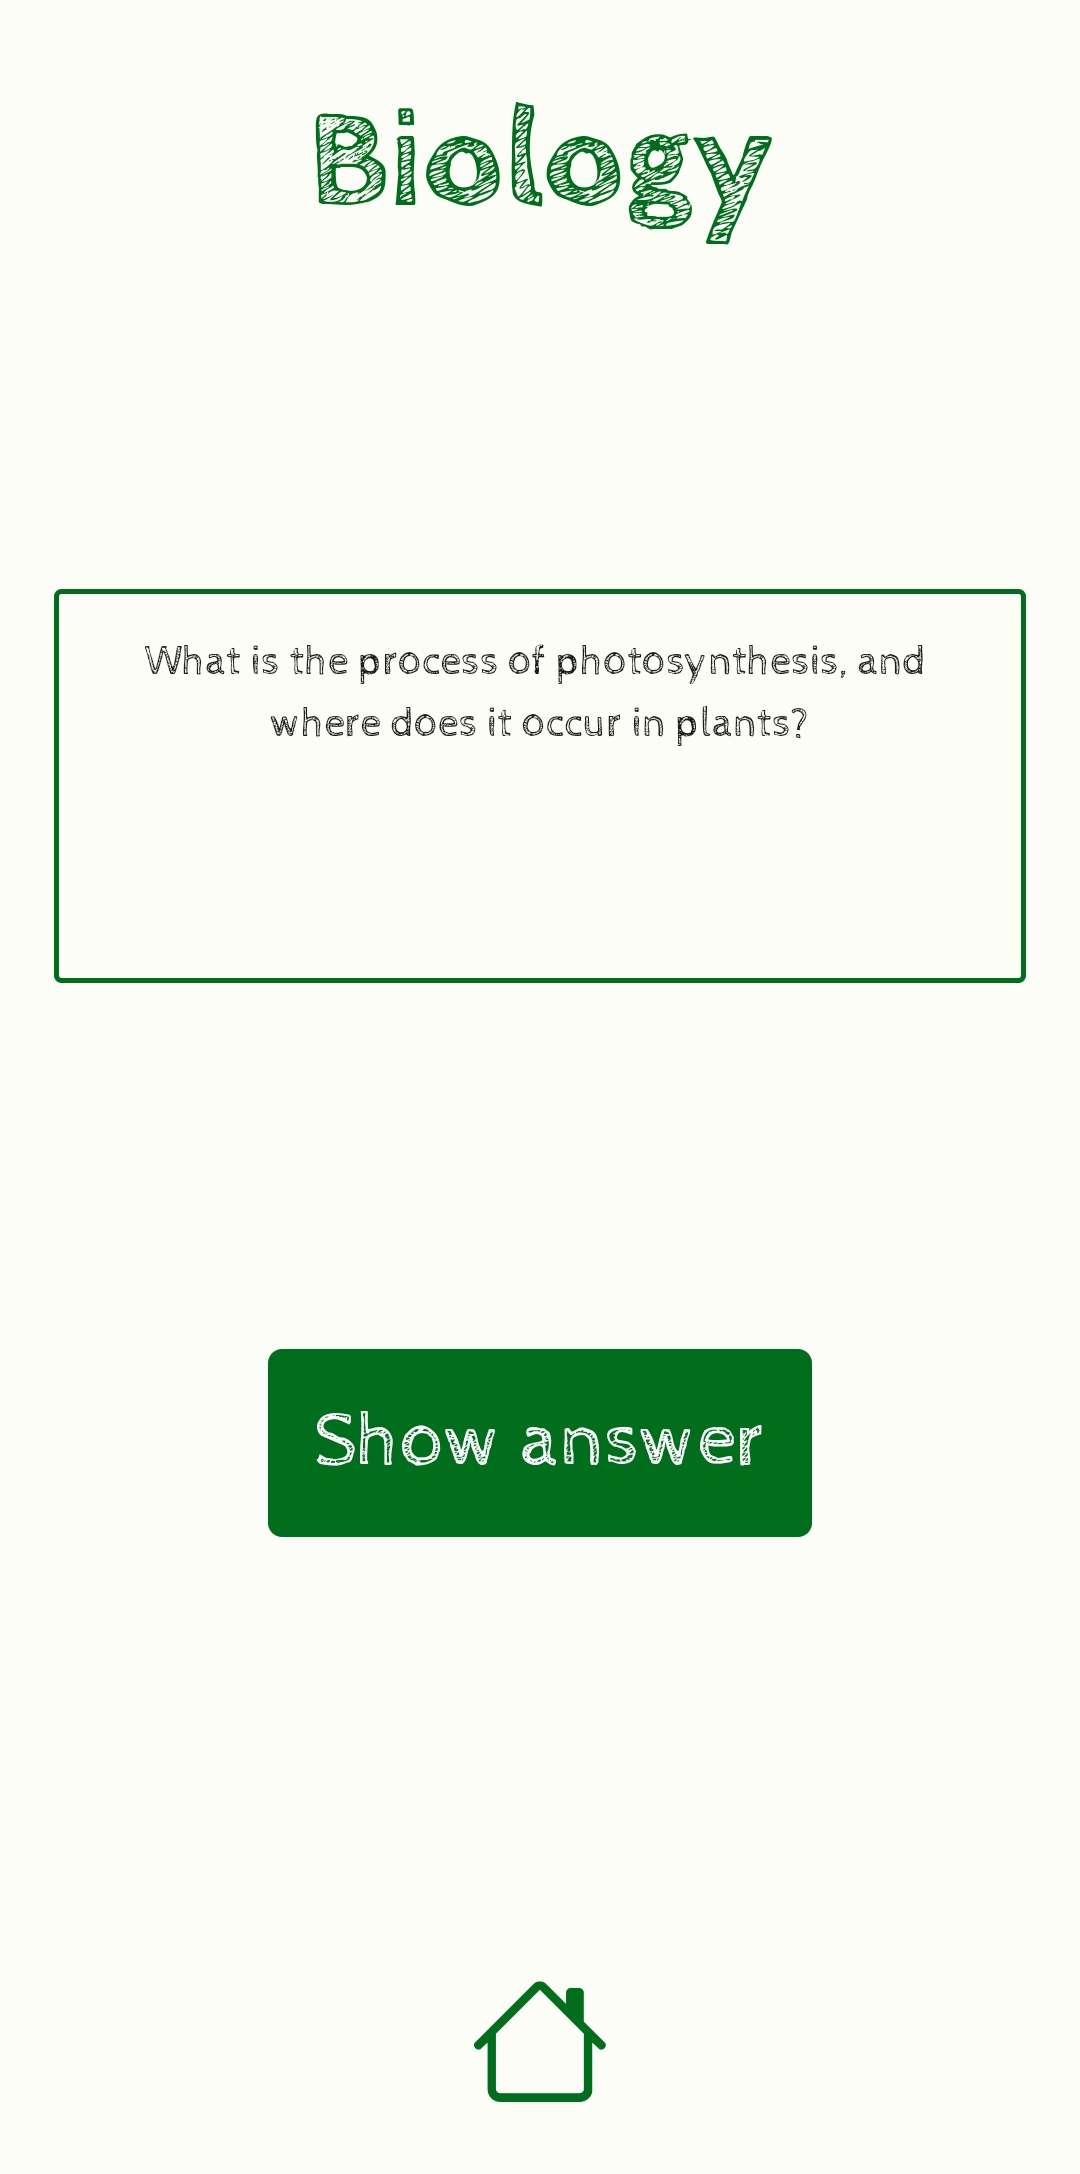 Biology
What is the process of photosynthesis, and
where does it occur in plants?
Show answer